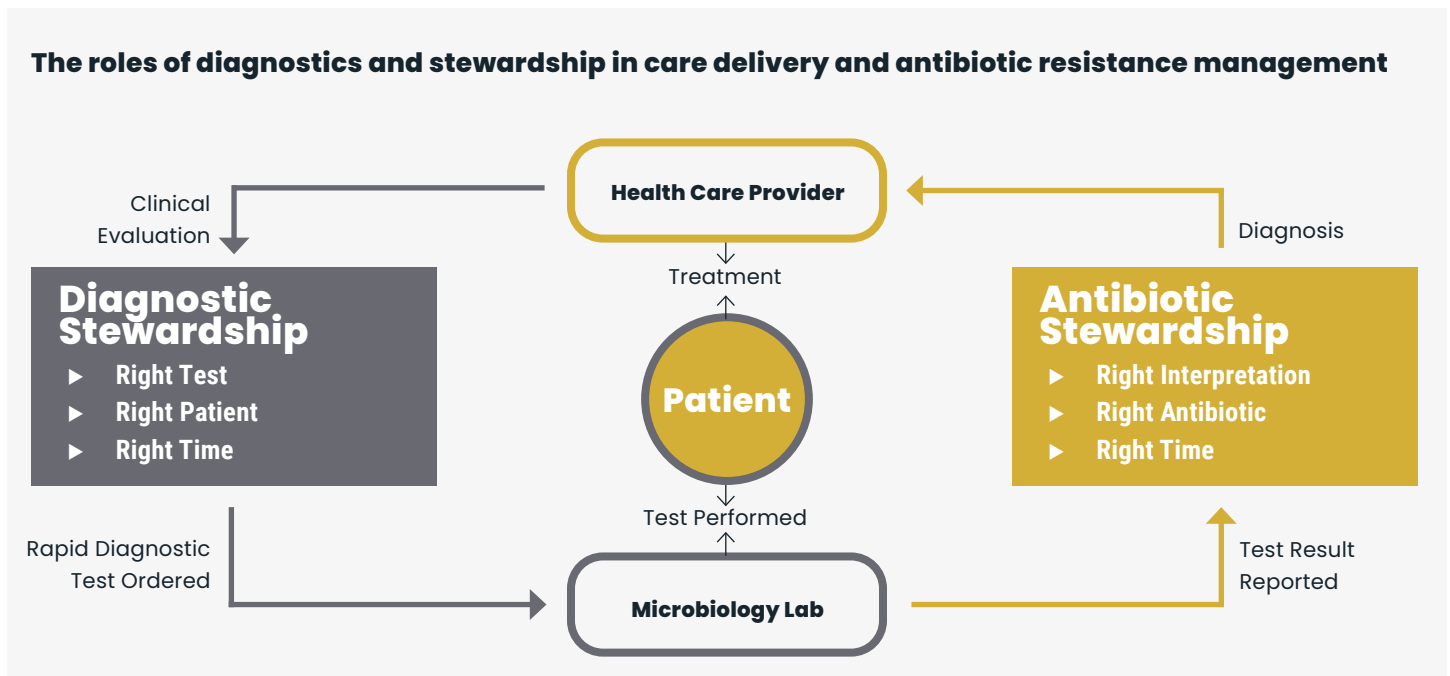 The roles of diagnostics and stewardship in care delivery and antibiotic resistance management
Health Care Provider
Clinical
Evaluation
Diagnosis
Treatment
Diagnostic
Stewardship
Right Test
Right Patient
Right Time
Patient
Antibiotic
Stewardship
Right Interpretation
Right Antibiotic
Right Time
Test Performed
Rapid Diagnostic
Test Ordered
Test Result
Reported
Microbiology Lab